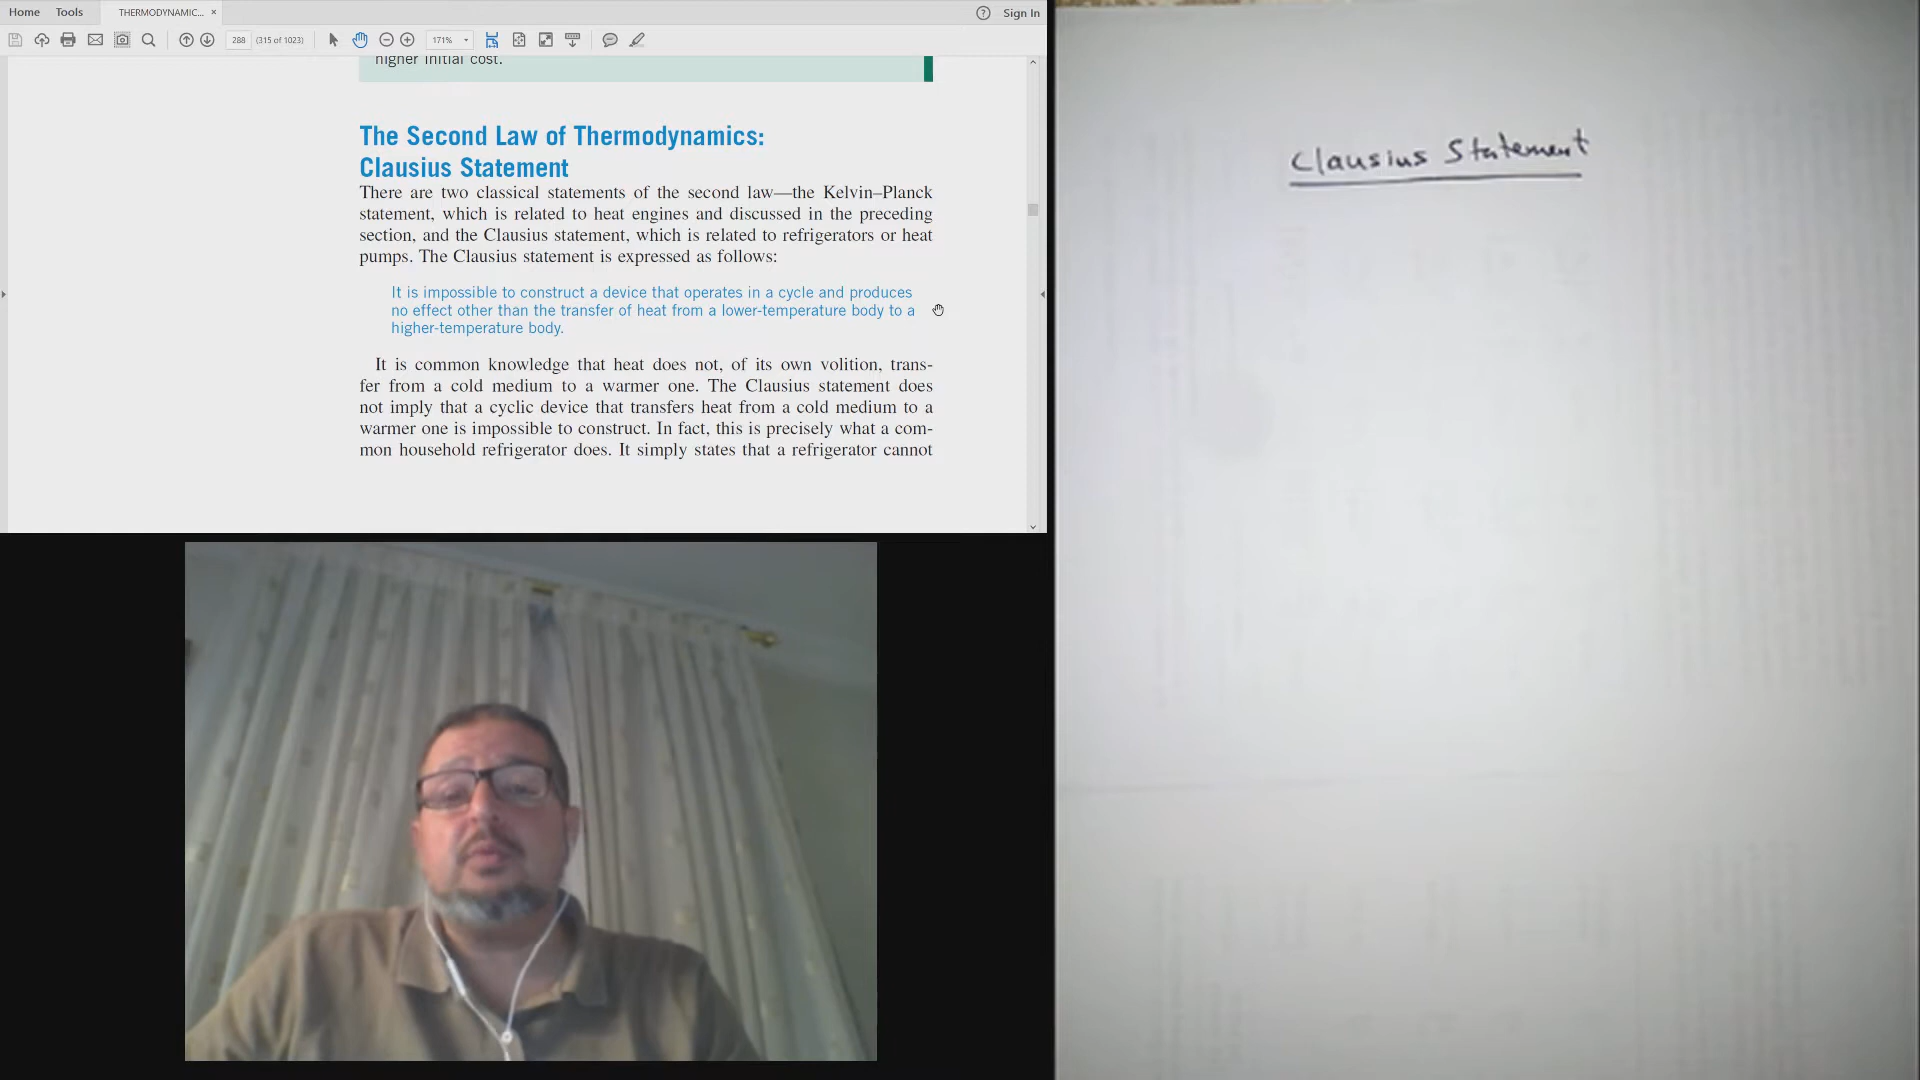 Home Tools THERMODYNAMIC... × Sign In
288 (315 of 1023) 171%
higher initial cost.
The Second Law of Thermodynamics:
Clausius Statement
There are two classical statements of the second law—the Kelvin–Planck
statement, which is related to heat engines and discussed in the preceding
section, and the Clausius statement, which is related to refrigerators or heat
pumps. The Clausius statement is expressed as follows:
It is impossible to construct a device that operates in a cycle and produces
no effect other than the transfer of heat from a lower-temperature body to a
higher-temperature body.
It is common knowledge that heat does not, of its own volition, trans-
fer from a cold medium to a warmer one. The Clausius statement does
not imply that a cyclic device that transfers heat from a cold medium to a
warmer one is impossible to construct. In fact, this is precisely what a com-
mon household refrigerator does. It simply states that a refrigerator cannot
Clausius Statement